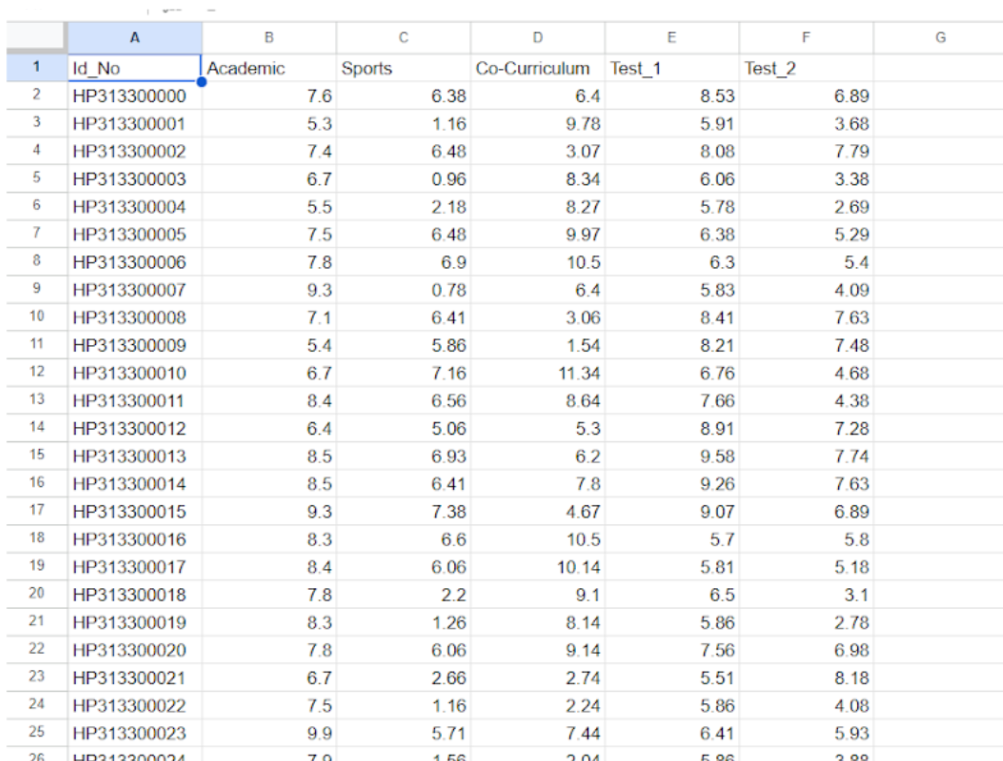 A B C D E F G
1 Id_No Academic Sports Co-Curriculum Test_1 Test_2
2 HP313300000 7.6 6.38 6.4 8.53 6.89
3 HP313300001 5.3 1.16 9.78 5.91 3.68
4 HP313300002 7.4 6.48 3.07 8.08 7.79
5 HP313300003 6.7 0.96 8.34 6.06 3.38
6 HP313300004 5.5 2.18 8.27 5.78 2.69
7 HP313300005 7.5 6.48 9.97 6.38 5.29
8 HP313300006 7.8 6.9 10.5 6.3 5.4
9 HP313300007 9.3 0.78 6.4 5.83 4.09
10 HP313300008 7.1 6.41 3.06 8.41 7.63
11 HP313300009 5.4 5.86 1.54 8.21 7.48
12 HP313300010 6.7 7.16 11.34 6.76 4.68
13 HP313300011 8.4 6.56 8.64 7.66 4.38
14 HP313300012 6.4 5.06 5.3 8.91 7.28
15 HP313300013 8.5 6.93 6.2 9.58 7.74
16 HP313300014 8.5 6.41 7.8 9.26 7.63
17 HP313300015 9.3 7.38 4.67 9.07 6.89
18 HP313300016 8.3 6.6 10.5 5.7 5.8
19 HP313300017 8.4 6.06 10.14 5.81 5.18
20 HP313300018 7.8 2.2 9.1 6.5 3.1
21 HP313300019 8.3 1.26 8.14 5.86 2.78
22 HP313300020 7.8 6.06 9.14 7.56 6.98
23 HP313300021 6.7 2.66 2.74 5.51 8.18
24 HP313300022 7.5 1.16 2.24 5.86 4.08
25 HP313300023 9.9 5.71 7.44 6.41 5.93
26 HP313300024 7.9 1.56 2.04 5.86 3.88